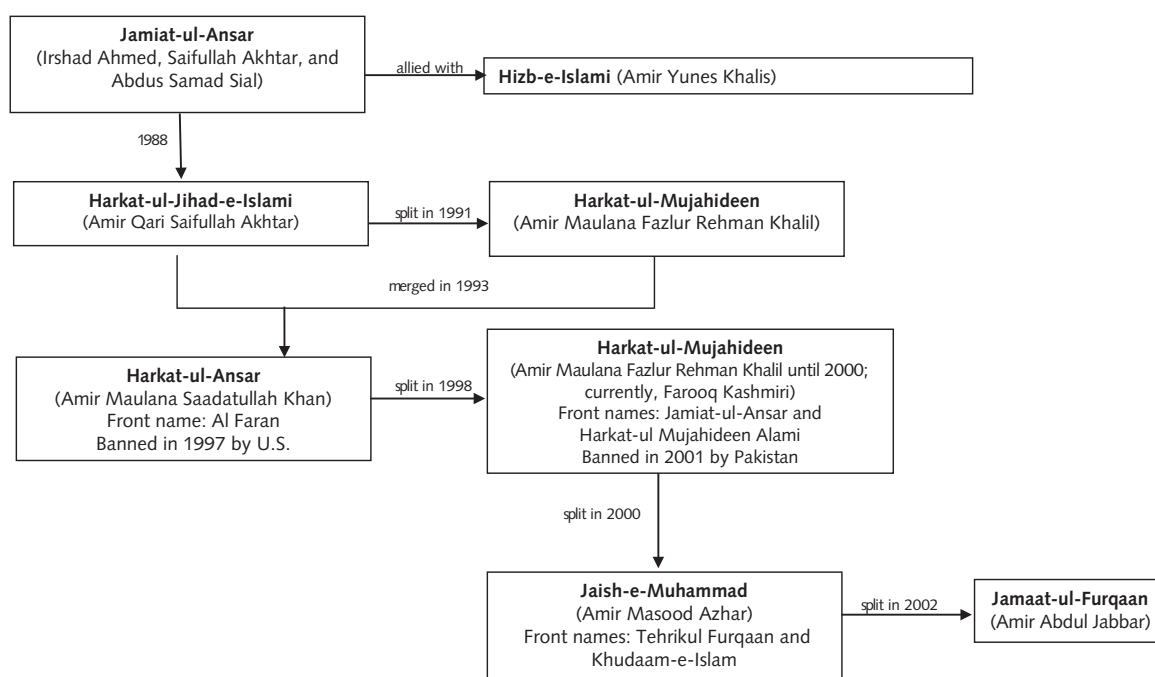 Jamiat-ul-Ansar
(Irshad Ahmed, Saifullah Akhtar, and
Abdus Samad Sial)
allied with
Hizb-e-Islami (Amir Yunes Khalis)
1988
Harkat-ul-Jihad-e-Islami
(Amir Qari Saifullah Akhtar)
split in 1991
Harkat-ul-Mujahideen
(Amir Maulana Fazlur Rehman Khalil)
merged in 1993
Harkat-ul-Ansar
(Amir Maulana Saadatullah Khan)
Front name: Al Faran
Banned in 1997 by U.S.
split in 1998
Harkat-ul-Mujahideen
(Amir Maulana Fazlur Rehman Khalil until 2000;
currently, Farooq Kashmiri)
Front names: Jamiat-ul-Ansar and
Harkat-ul Mujahideen Alami
Banned in 2001 by Pakistan
split in 2000
Jaish-e-Muhammad
(Amir Masood Azhar)
Front names: Tehrikul Furqaan and
Khudaam-e-Islam
split in 2002
Jamaat-ul-Furqaan
(Amir Abdul Jabbar)